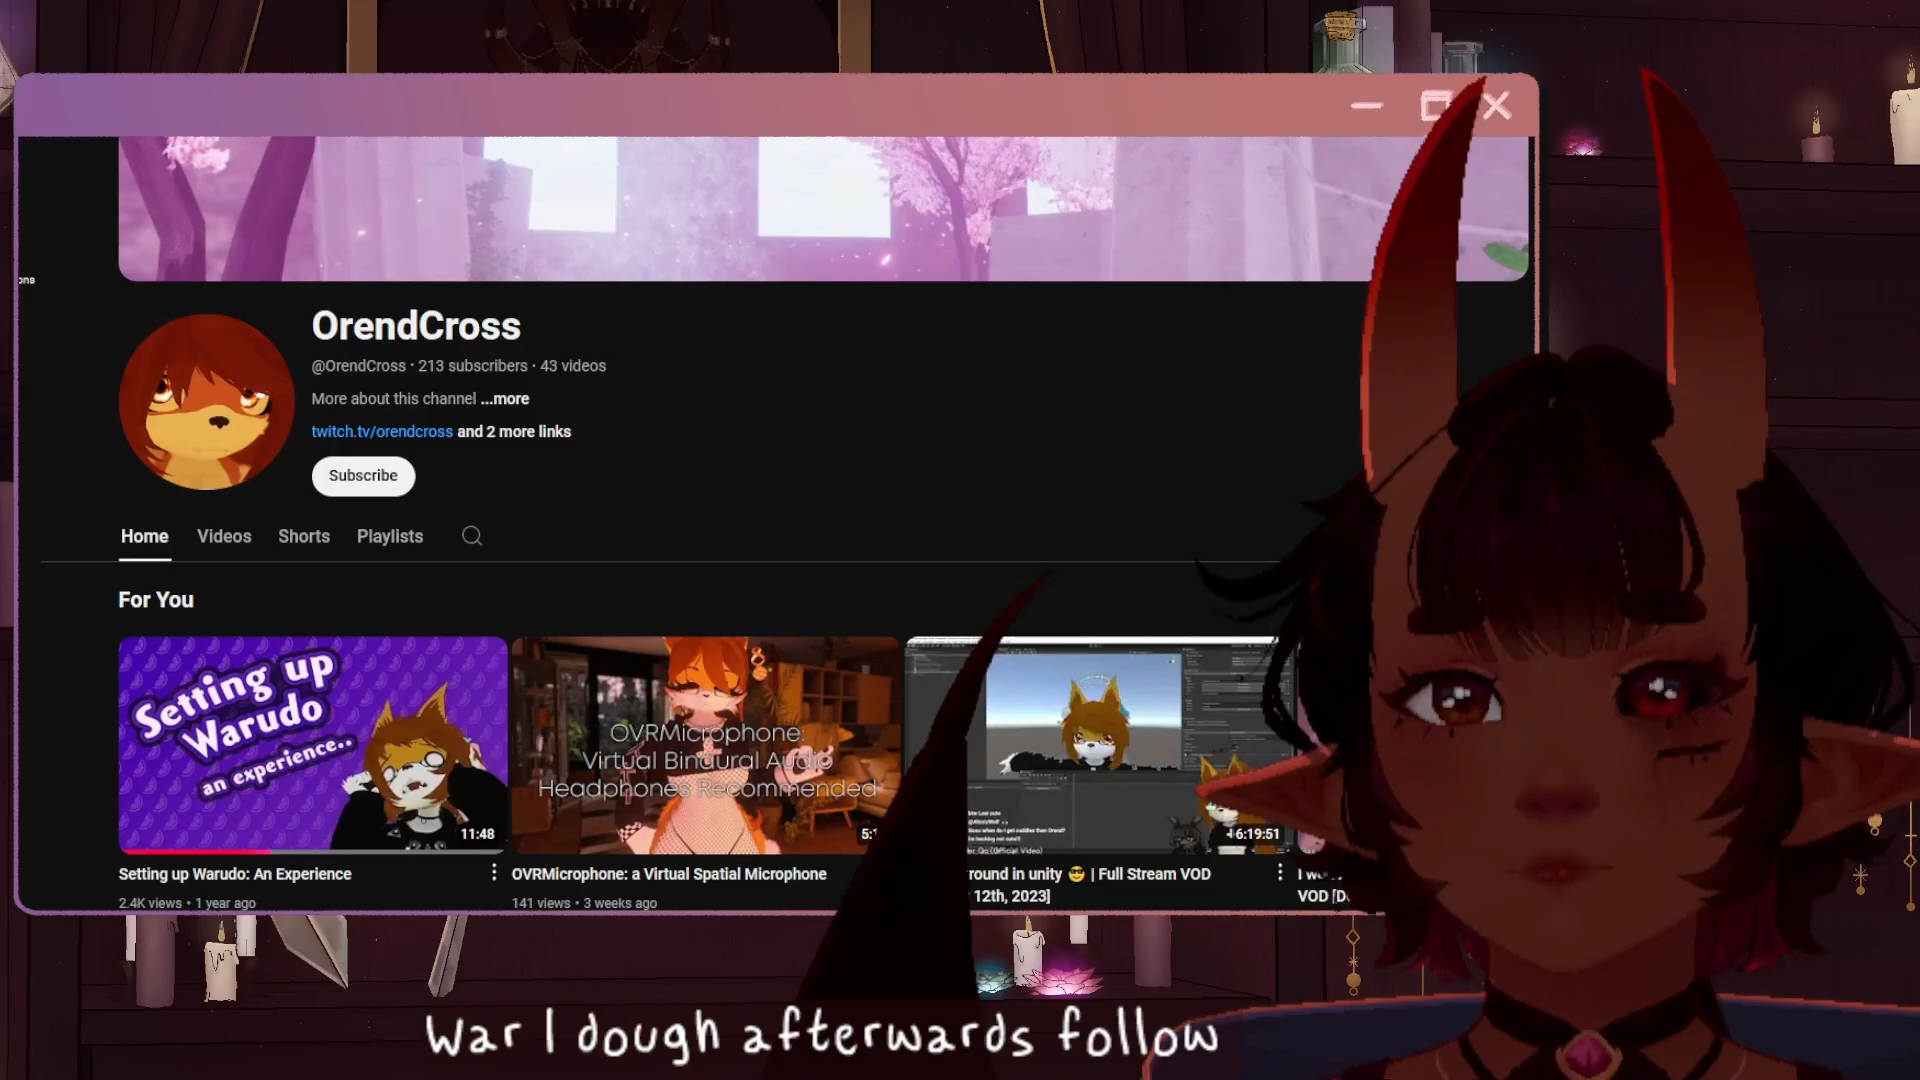 ons
OrendCross
@OrendCross · 213 subscribers · 43 videos
More about this channel ...more
twitch.tv/orendcross and 2 more links
Subscribe
Home Videos Shorts Playlists
For You
Setting up
Warudo
an experience..
11:48
OVRMicrophone:
Virtual Binaural Audio
Headphones Recommended
5:1
6:19:51
Setting up Warudo: An Experience
2.4K views • 1 year ago
OVRMicrophone: a Virtual Spatial Microphone
141 views • 3 weeks ago
round in unity 😎 | Full Stream VOD
12th, 2023]
VOD [D
War I dough afterwards follow